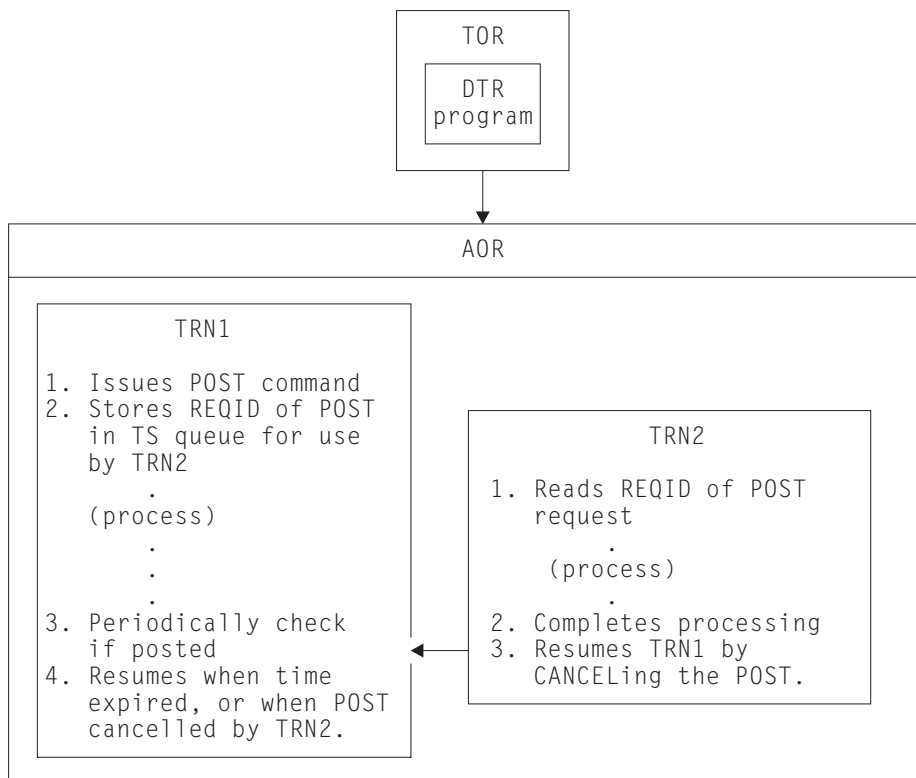 TOR
DTR
program
AOR
TRN1
1. Issues POST command
2. Stores REQID of POST
in TS queue for use
by TRN2
.
(process)
.
.
.
3. Periodically check
if posted
4. Resumes when time
expired, or when POST
cancelled by TRN2.
TRN2
1. Reads REQID of POST
request
.
(process)
.
2. Completes processing
3. Resumes TRN1 by
CANCELing the POST.